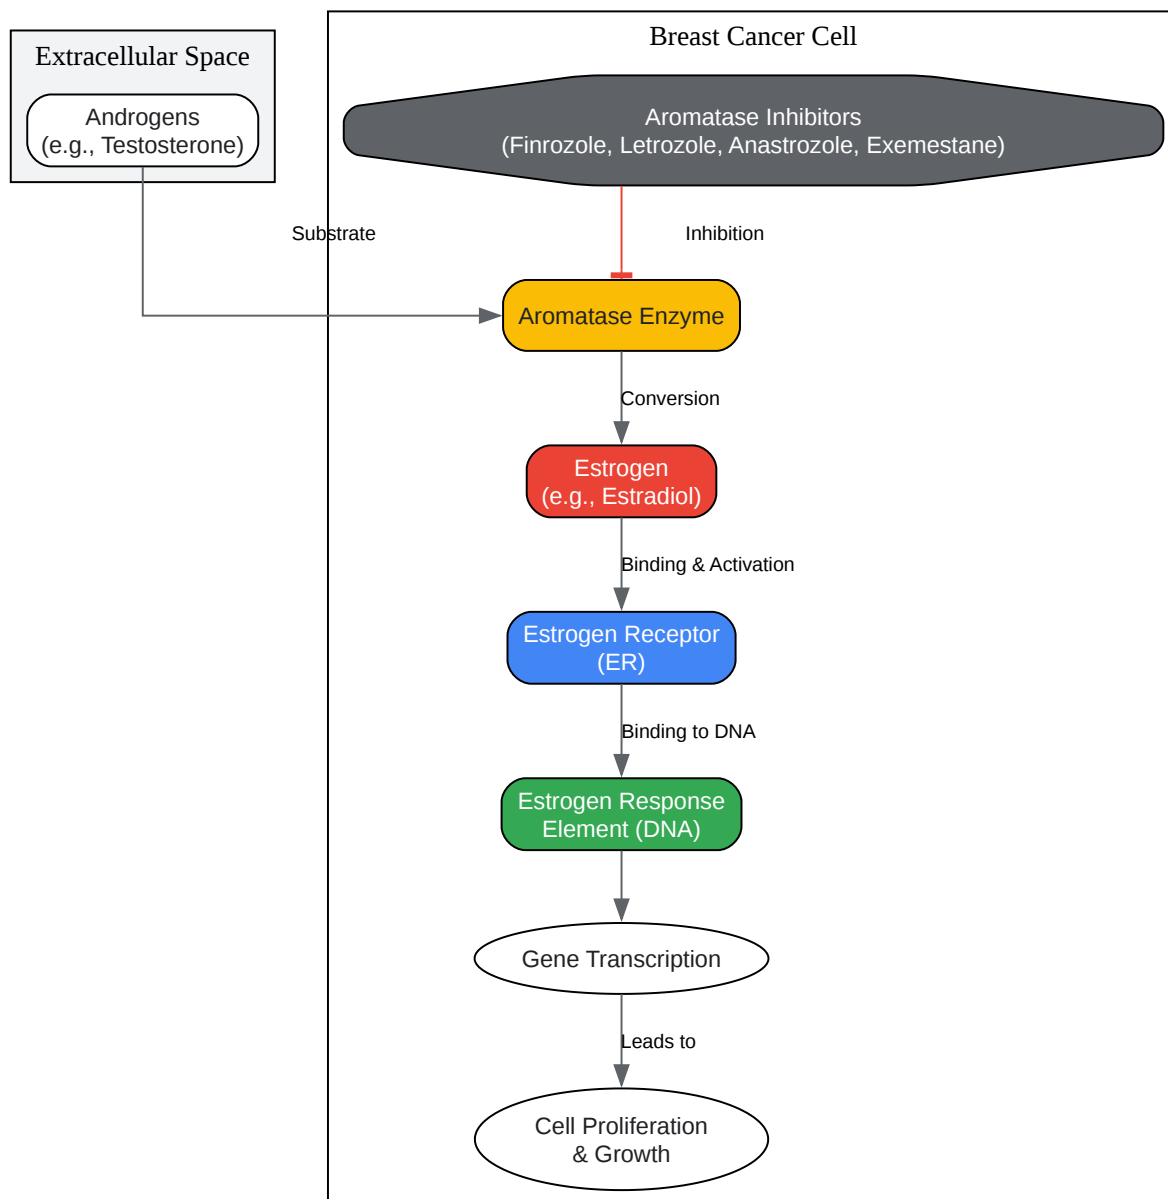 Breast Cancer Cell
Extracellular Space
Androgens
(e.g., Testosterone)
Aromatase Inhibitors
(Finrozole, Letrozole, Anastrozole, Exemestane)
Substrate
Inhibition
Aromatase Enzyme
Conversion
Estrogen
(e.g., Estradiol)
Binding & Activation
Estrogen Receptor
(ER)
Binding to DNA
Estrogen Response
Element (DNA)
Gene Transcription
Leads to
Cell Proliferation
& Growth